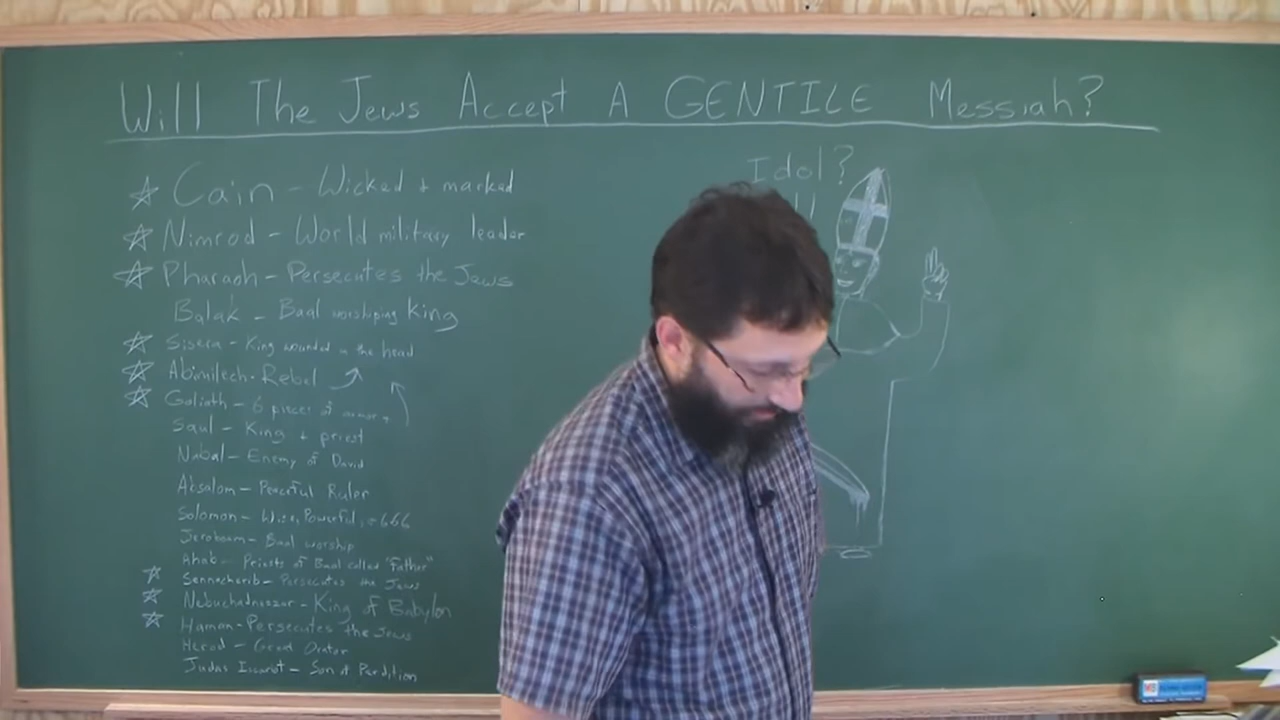 Will The Jews Accept A GENTILE Messiah?
Cain - Wicked + marked
Nimrod - World military leader
Pharaoh - Persecutes the Jews
Balak - Baal worshiping King
Sisera - King wounded in the head
Abimilech - Rebel
Goliath - 6 pieces of armor
Saul - King + priest
Nabal - Enemy of David
Absalom - Peaceful Ruler
Solomon - Wise, Powerful, 666
Jeroboam - Baal worship
Ahab - Priests of Baal called "Father"
Sennacherib - Persecutes the Jews
Nebuchadnezzar - King of Babylon
Haman - Persecutes the Jews
Herod - Great Orator
Judas Iscariot - Son of Perdition
Idol?